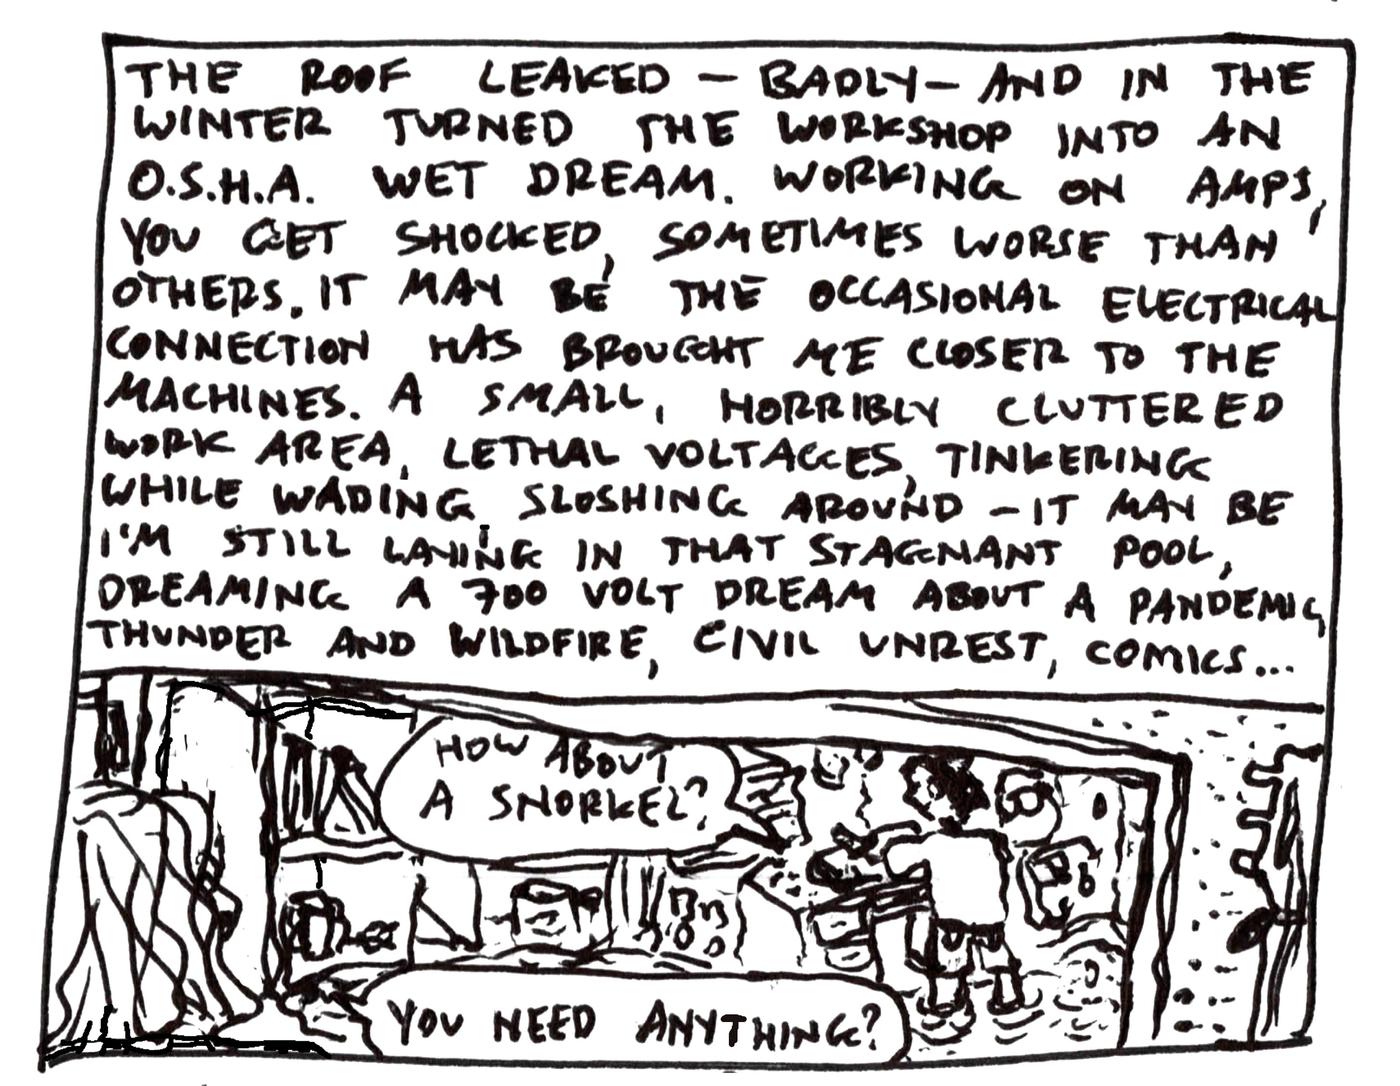 THE ROOF LEAKED — BADLY — AND IN THE
WINTER TURNED THE WORKSHOP INTO AN
O.S.H.A. WET DREAM. WORKING ON AMPS,
YOU GET SHOCKED, SOMETIMES WORSE THAN
OTHERS. IT MAY BE THE OCCASIONAL ELECTRICAL
CONNECTION HAS BROUGHT ME CLOSER TO THE
MACHINES. A SMALL, HORRIBLY CLUTTERED
WORK AREA, LETHAL VOLTAGES, TINKERING
WHILE WADING, SLOSHING AROUND — IT MAY BE
I'M STILL LAYING IN THAT STAGNANT POOL,
DREAMING A 700 VOLT DREAM ABOUT A PANDEMIC,
THUNDER AND WILDFIRE, CIVIL UNREST, COMICS...
HOW ABOUT
A SNORKEL?
YOU NEED ANYTHING?